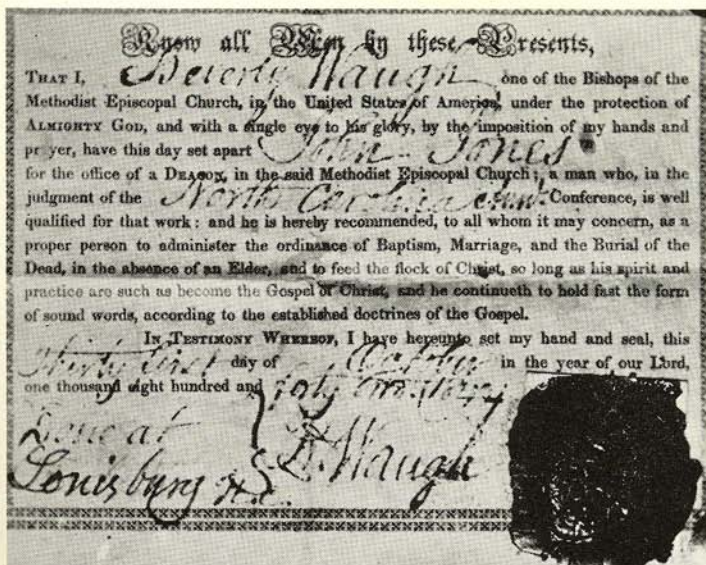 Know all Men by these Presents,
THAT I, Beverly Waugh one of the Bishops of the
Methodist Episcopal Church, in the United States of America, under the protection of
ALMIGHTY GOD, and with a single eye to his glory, by the imposition of my hands and
prayer, have this day set apart John Jones
for the office of a DEACON, in the said Methodist Episcopal Church; a man who, in the
judgment of the North Carolina Conference, is well
qualified for that work: and he is hereby recommended, to all whom it may concern, as a
proper person to administer the ordinance of Baptism, Marriage, and the Burial of the
Dead, in the absence of an Elder, and to feed the flock of Christ, so long as his spirit and
practice are such as become the Gospel of Christ, and he continueth to hold fast the form
of sound words, according to the established doctrines of the Gospel.
IN TESTIMONY WHEREOF, I have hereunto set my hand and seal, this
Thirty first day of October in the year of our Lord,
one thousand eight hundred and
Done at
Louisburg N.C.
B. Waugh